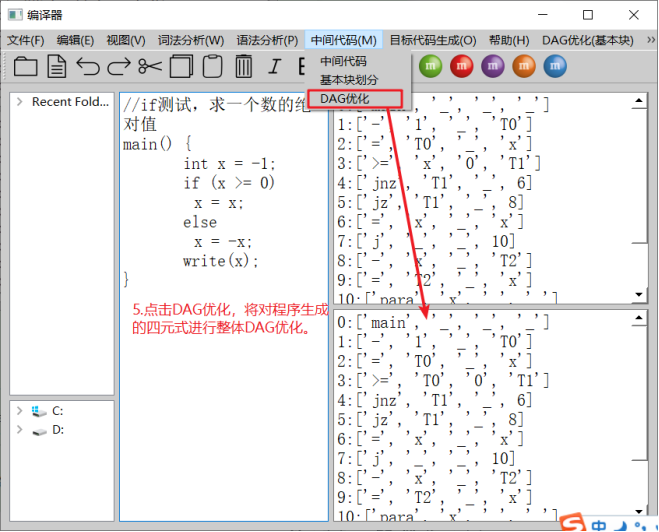 编译器
文件(F) 编辑(E) 视图(V) 词法分析(W) 语法分析(P) 中间代码(M) 目标代码生成(O) 帮助(H) DAG优化(基本块) »
中间代码
基本块划分
DAG优化
m m m m m
Recent Fold...
//if测试，求一个数的绝
对值
main() {
int x = -1;
if (x >= 0)
x = x;
else
x = -x;
write(x);
}
5.点击DAG优化，将对程序生成
的四元式进行整体DAG优化。
C:
D:
1:['-', '1', '_', 'T0']
2:['=', 'T0', '_', 'x']
3:['>=', 'x', '0', 'T1']
4:['jnz', 'T1', '_', 6]
5:['jz', 'T1', '_', 8]
6:['=', 'x', '_', 'x']
7:['j', '_', '_', 10]
8:['-', 'x', '_', 'T2']
9:['=', 'T2', '_', 'x']
10:['para', 'x', '_', '_']
0:['main', '_', '_', '_']
1:['-', '1', '_', 'T0']
2:['=', 'T0', '_', 'x']
3:['>=', 'T0', '0', 'T1']
4:['jnz', 'T1', '_', 6]
5:['jz', 'T1', '_', 8]
6:['=', 'x', '_', 'x']
7:['j', '_', '_', 10]
8:['-', 'x', '_', 'T2']
9:['=', 'T2', '_', 'x']
10:['para', 'x', '_', '_']
中